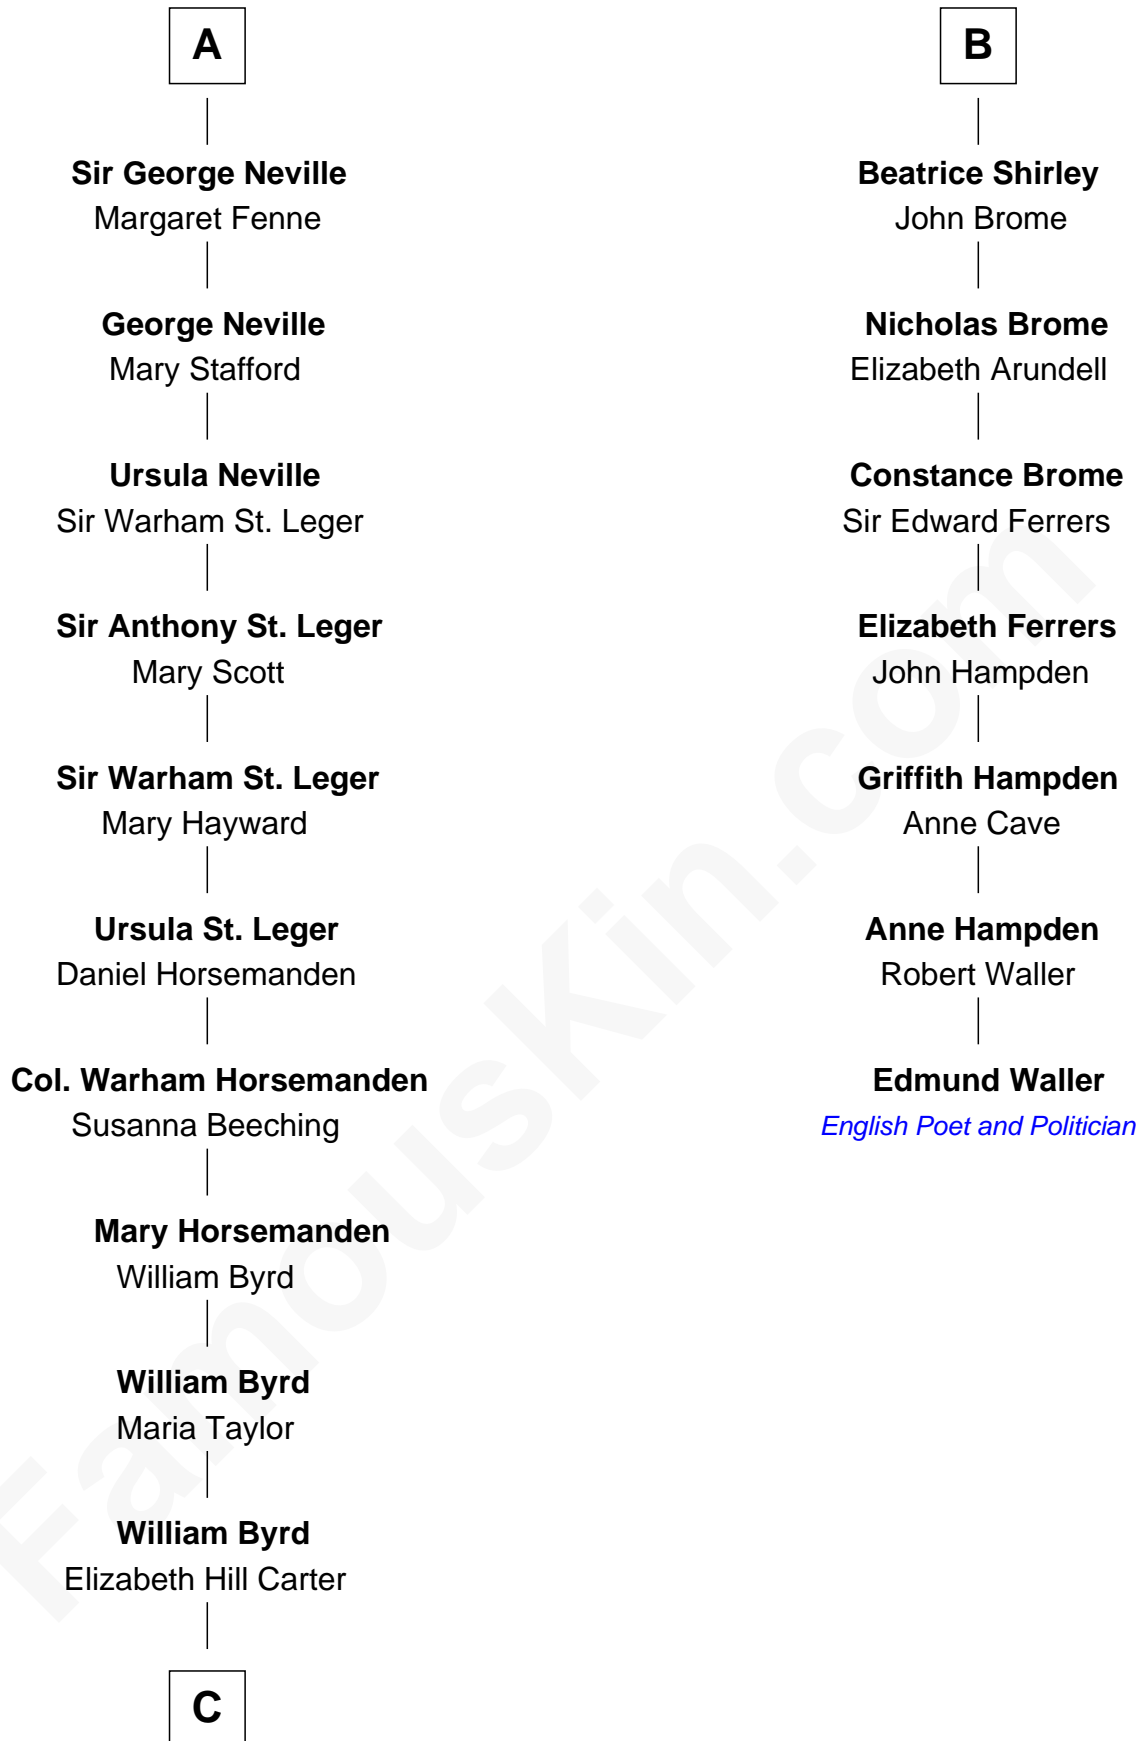 A
Sir George Neville
Margaret Fenne
George Neville
Mary Stafford
Ursula Neville
Sir Warham St. Leger
Sir Anthony St. Leger
Mary Scott
Sir Warham St. Leger
Mary Hayward
Ursula St. Leger
Daniel Horsemanden
Col. Warham Horsemanden
Susanna Beeching
Mary Horsemanden
William Byrd
William Byrd
Maria Taylor
William Byrd
Elizabeth Hill Carter
C
B
Beatrice Shirley
John Brome
Nicholas Brome
Elizabeth Arundell
Constance Brome
Sir Edward Ferrers
Elizabeth Ferrers
John Hampden
Griffith Hampden
Anne Cave
Anne Hampden
Robert Waller
Edmund Waller
English Poet and Politician
FamousKin.com